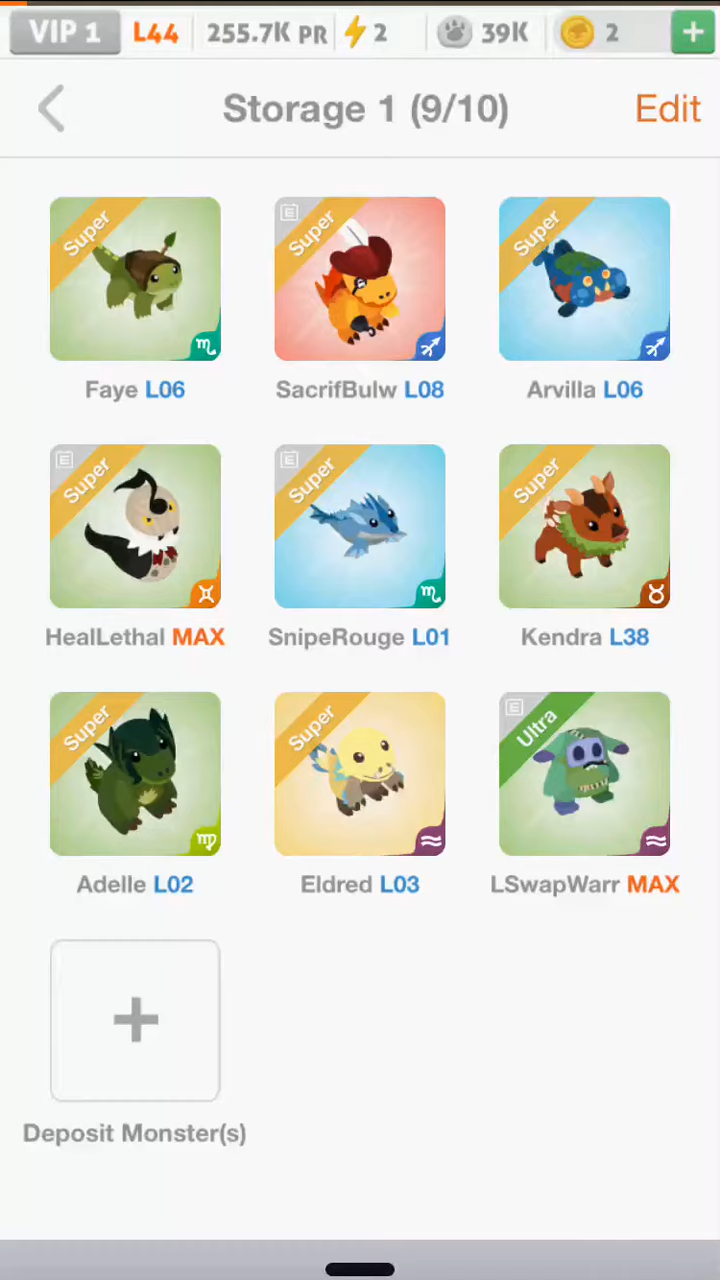 VIP 1 L44 255.7K PR 2 39K 2 +
Storage 1 (9/10) Edit
Super E Super Super
Faye L06 SacrifBulw L08 Arvilla L06
E Super E Super Super
HealLethal MAX SnipeRouge L01 Kendra L38
Super Super E Ultra
Adelle L02 Eldred L03 LSwapWarr MAX
+
Deposit Monster(s)